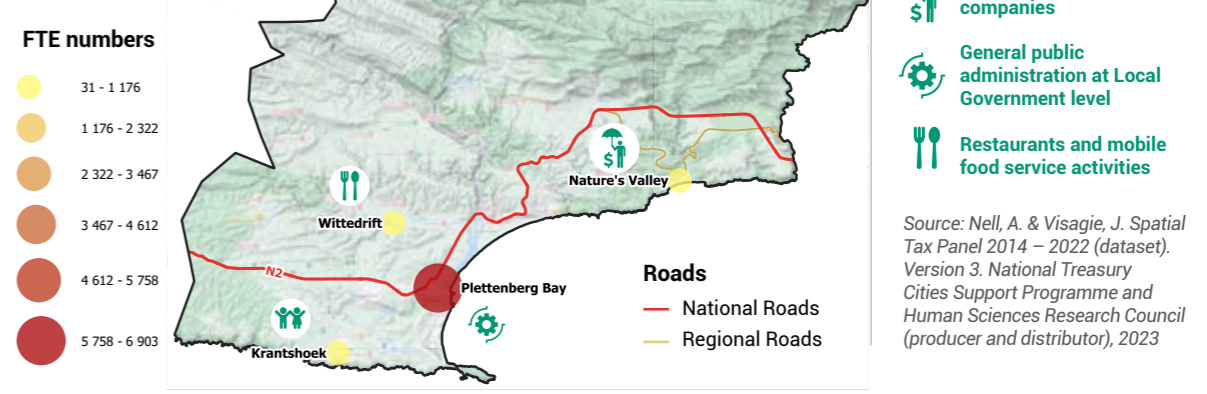 FTE numbers
31 - 1 176
1 176 - 2 322
2 322 - 3 467
3 467 - 4 612
4 612 - 5 758
5 758 - 6 903
Nature's Valley
Wittedrift
N2
Plettenberg Bay
Krantshoek
Roads
National Roads
Regional Roads
companies
General public
administration at Local
Government level
Restaurants and mobile
food service activities
Source: Nell, A. & Visagie, J. Spatial
Tax Panel 2014 – 2022 (dataset).
Version 3. National Treasury
Cities Support Programme and
Human Sciences Research Council
(producer and distributor), 2023